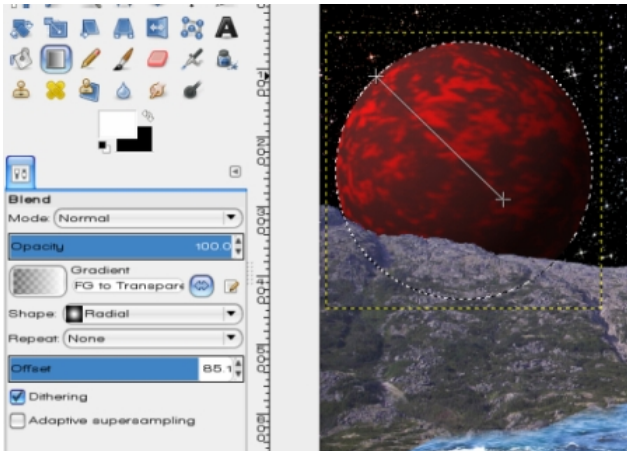 Blend
Mode: Normal
Opacity 100.0
Gradient
FG to Transpare
Shape: Radial
Repeat: None
Offset 85.1
Dithering
Adaptive supersampling